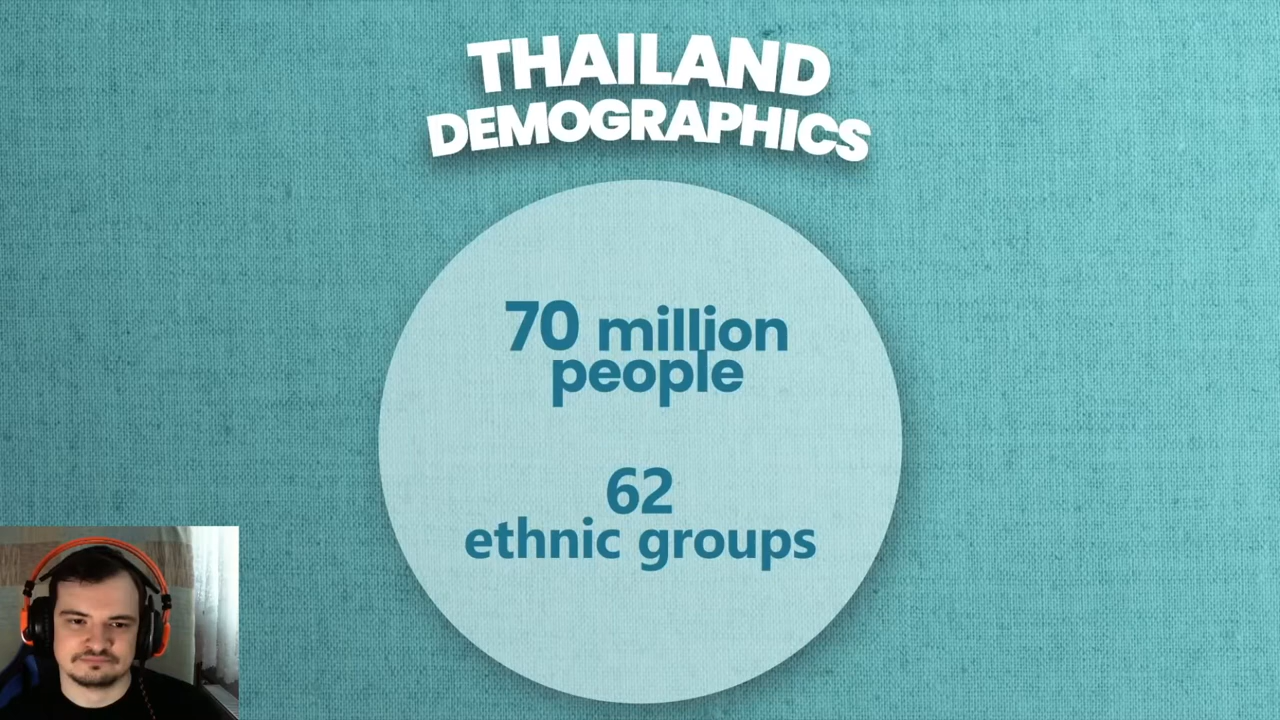 THAILAND
DEMOGRAPHICS
70 million
people
62
ethnic groups